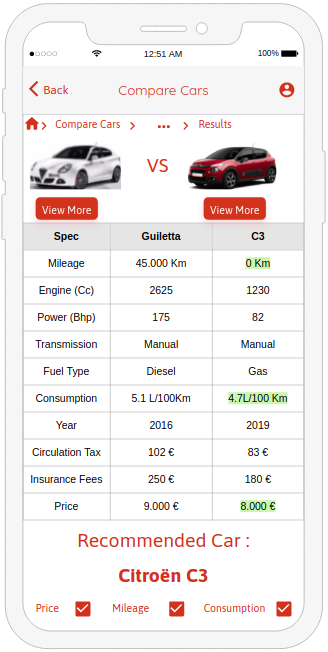 12:51 AM 100%
Back Compare Cars
Compare Cars ••• Results
VS
View More View More
Spec Guiletta C3
Mileage 45.000 Km 0 Km
Engine (Cc) 2625 1230
Power (Bhp) 175 82
Transmission Manual Manual
Fuel Type Diesel Gas
Consumption 5.1 L/100Km 4.7L/100 Km
Year 2016 2019
Circulation Tax 102 € 83 €
Insurance Fees 250 € 180 €
Price 9.000 € 8.000 €
Recommended Car :
Citroën C3
Price Mileage Consumption